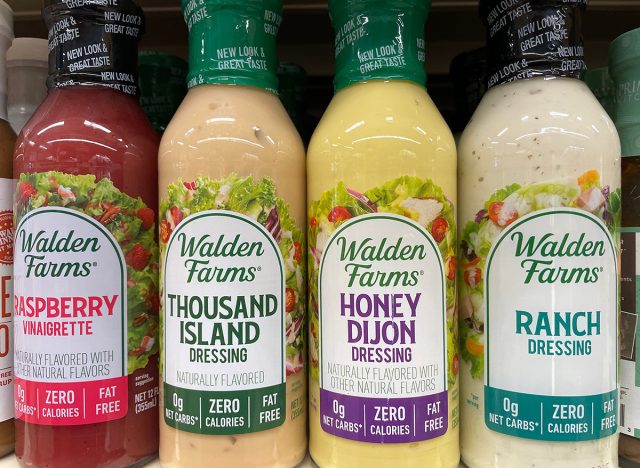 NEW LOOK &
GREAT TASTE
NEW LOOK &
GREAT TASTE
NEW LOOK &
GREAT TASTE
NEW LOOK &
GREAT TASTE
Walden
Farms®
RASPBERRY
VINAIGRETTE
NATURALLY FLAVORED WITH
OTHER NATURAL FLAVORS
0g
CARBS*
ZERO
CALORIES
FAT
FREE
NET 12
(355mL
Walden
Farms®
THOUSAND
ISLAND
DRESSING
NATURALLY FLAVORED
0g
NET CARBS*
ZERO
CALORIES
FAT
FREE
Walden
Farms®
HONEY
DIJON
DRESSING
NATURALLY FLAVORED WITH
OTHER NATURAL FLAVORS
0g
NET CARBS*
ZERO
CALORIES
FAT
FREE
Walden
Farms®
RANCH
DRESSING
0g
NET CARBS*
ZERO
CALORIES
FAT
FREE